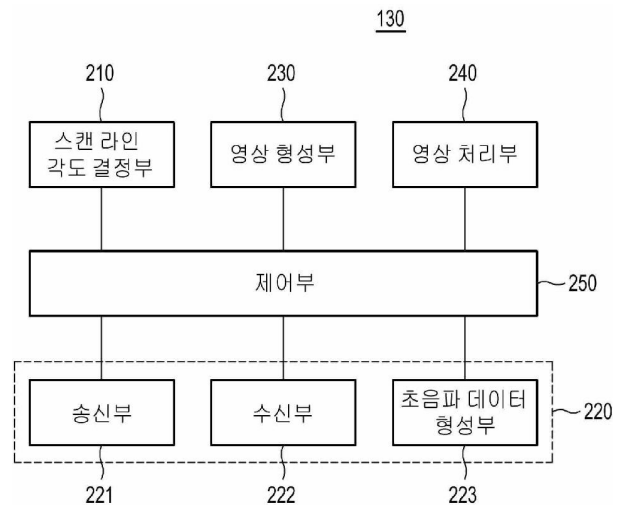 130
210
230
240
스캔 라인
각도 결정부
영상 형성부
영상 처리부
제어부
250
송신부
수신부
초음파 데이터
형성부
220
221
222
223